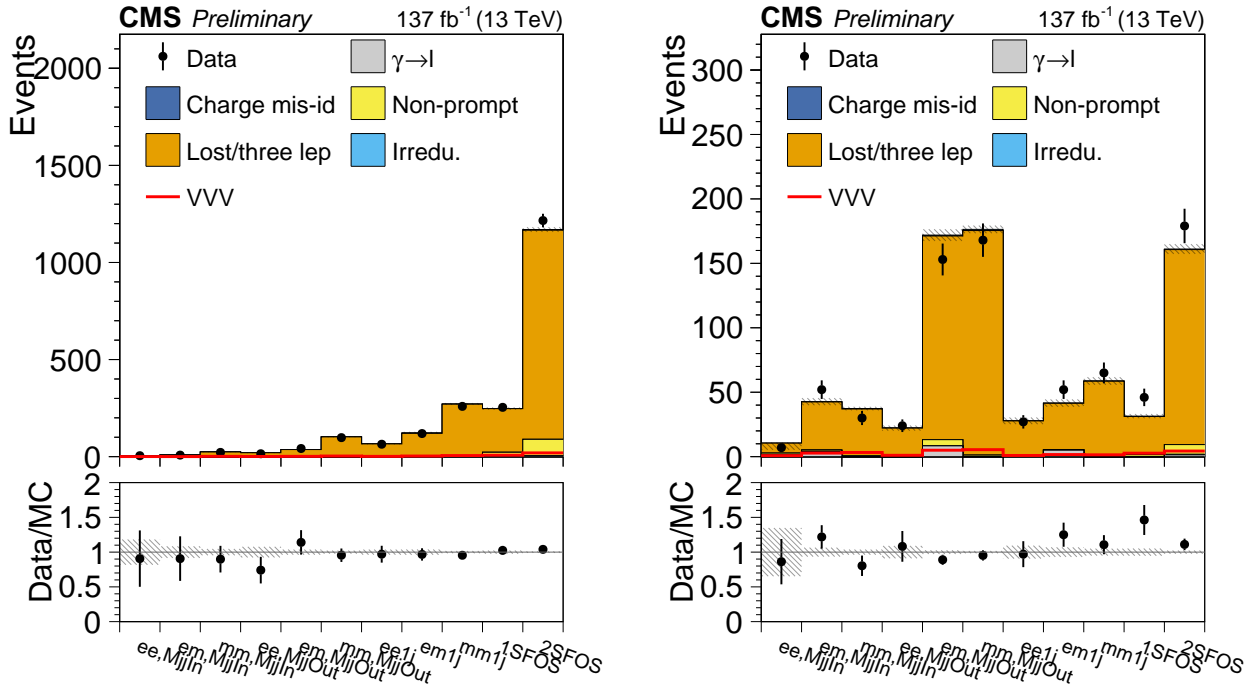 CMS Preliminary 137 fb⁻¹ (13 TeV)
Events
2000
1500
1000
500
0
Data
γ→l
Charge mis-id
Non-prompt
Lost/three lep
Irredu.
VVV
Data/MC
2
1.5
1
0.5
0
ee,MjjIn
em,MjjIn
mm,MjjIn
ee,MjjOut
em,MjjOut
mm,MjjOut
ee1j
em1j
mm1j
1SFOS
2SFOS
CMS Preliminary 137 fb⁻¹ (13 TeV)
Events
300
250
200
150
100
50
0
Data
γ→l
Charge mis-id
Non-prompt
Lost/three lep
Irredu.
VVV
Data/MC
2
1.5
1
0.5
0
ee,MjjIn
em,MjjIn
mm,MjjIn
ee,MjjOut
em,MjjOut
mm,MjjOut
ee1j
em1j
mm1j
1SFOS
2SFOS